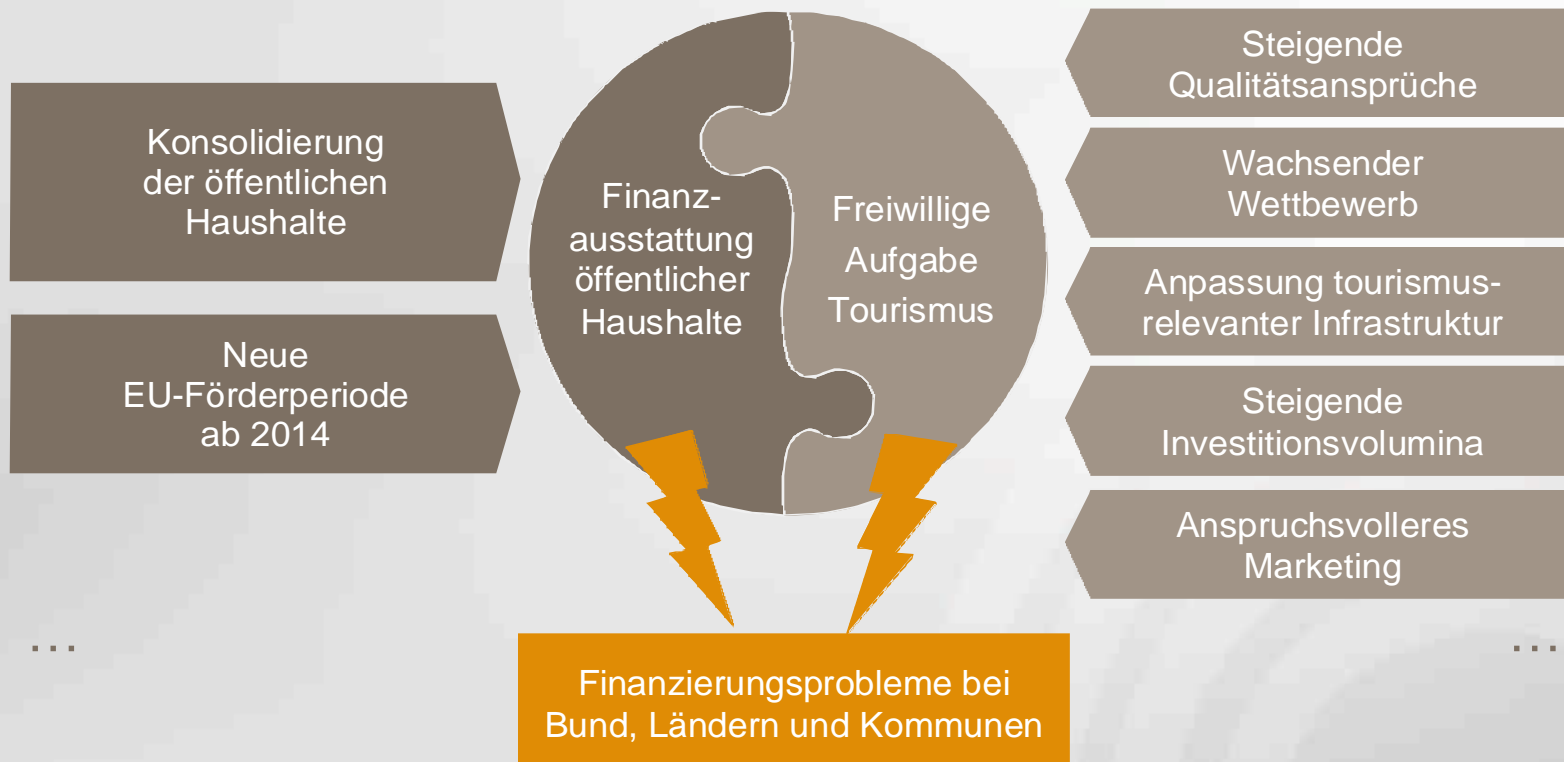 Konsolidierung
der öffentlichen
Haushalte
Neue
EU-Förderperiode
ab 2014
...
Finanz-
ausstattung
öffentlicher
Haushalte
Freiwillige
Aufgabe
Tourismus
Steigende
Qualitätsansprüche
Wachsender
Wettbewerb
Anpassung tourismus-
relevanter Infrastruktur
Steigende
Investitionsvolumina
Anspruchsvolleres
Marketing
...
Finanzierungsprobleme bei
Bund, Ländern und Kommunen